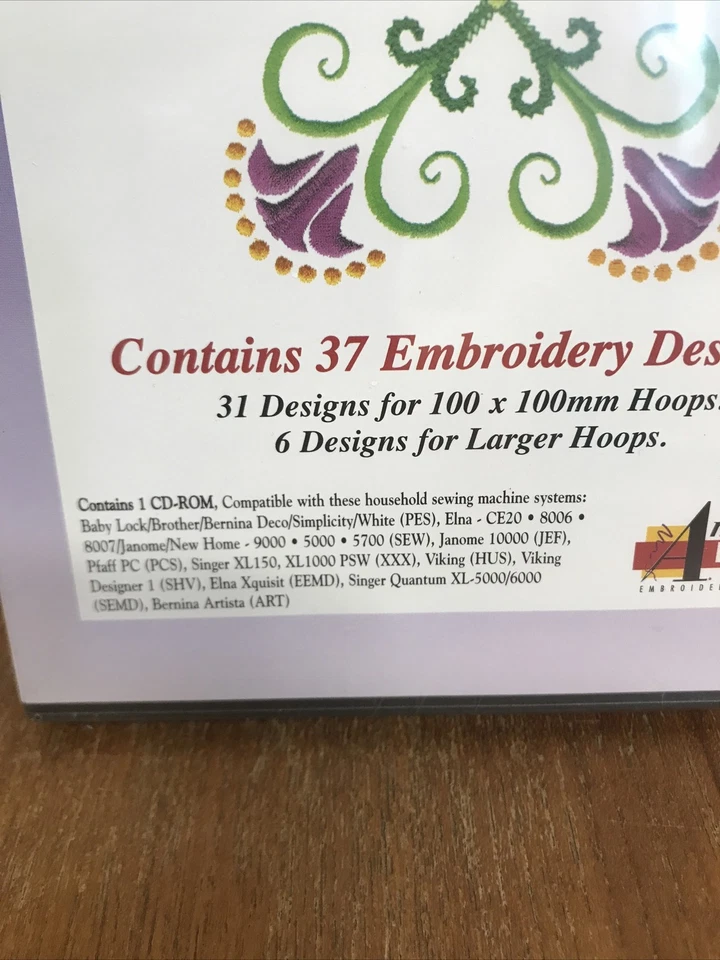 Contains 37 Embroidery Des
31 Designs for 100 x 100mm Hoops.
6 Designs for Larger Hoops.
Contains 1 CD-ROM, Compatible with these household sewing machine systems:
Baby Lock/Brother/Bernina Deco/Simplicity/White (PES), Elna - CE20 • 8006 •
8007/Janome/New Home - 9000 • 5000 • 5700 (SEW), Janome 10000 (JEF),
Pfaff PC (PCS), Singer XL150, XL1000 PSW (XXX), Viking (HUS), Viking
Designer 1 (SHV), Elna Xquisit (EEMD), Singer Quantum XL-5000/6000
(SEMD), Bernina Artista (ART)
A
EMBROIDE